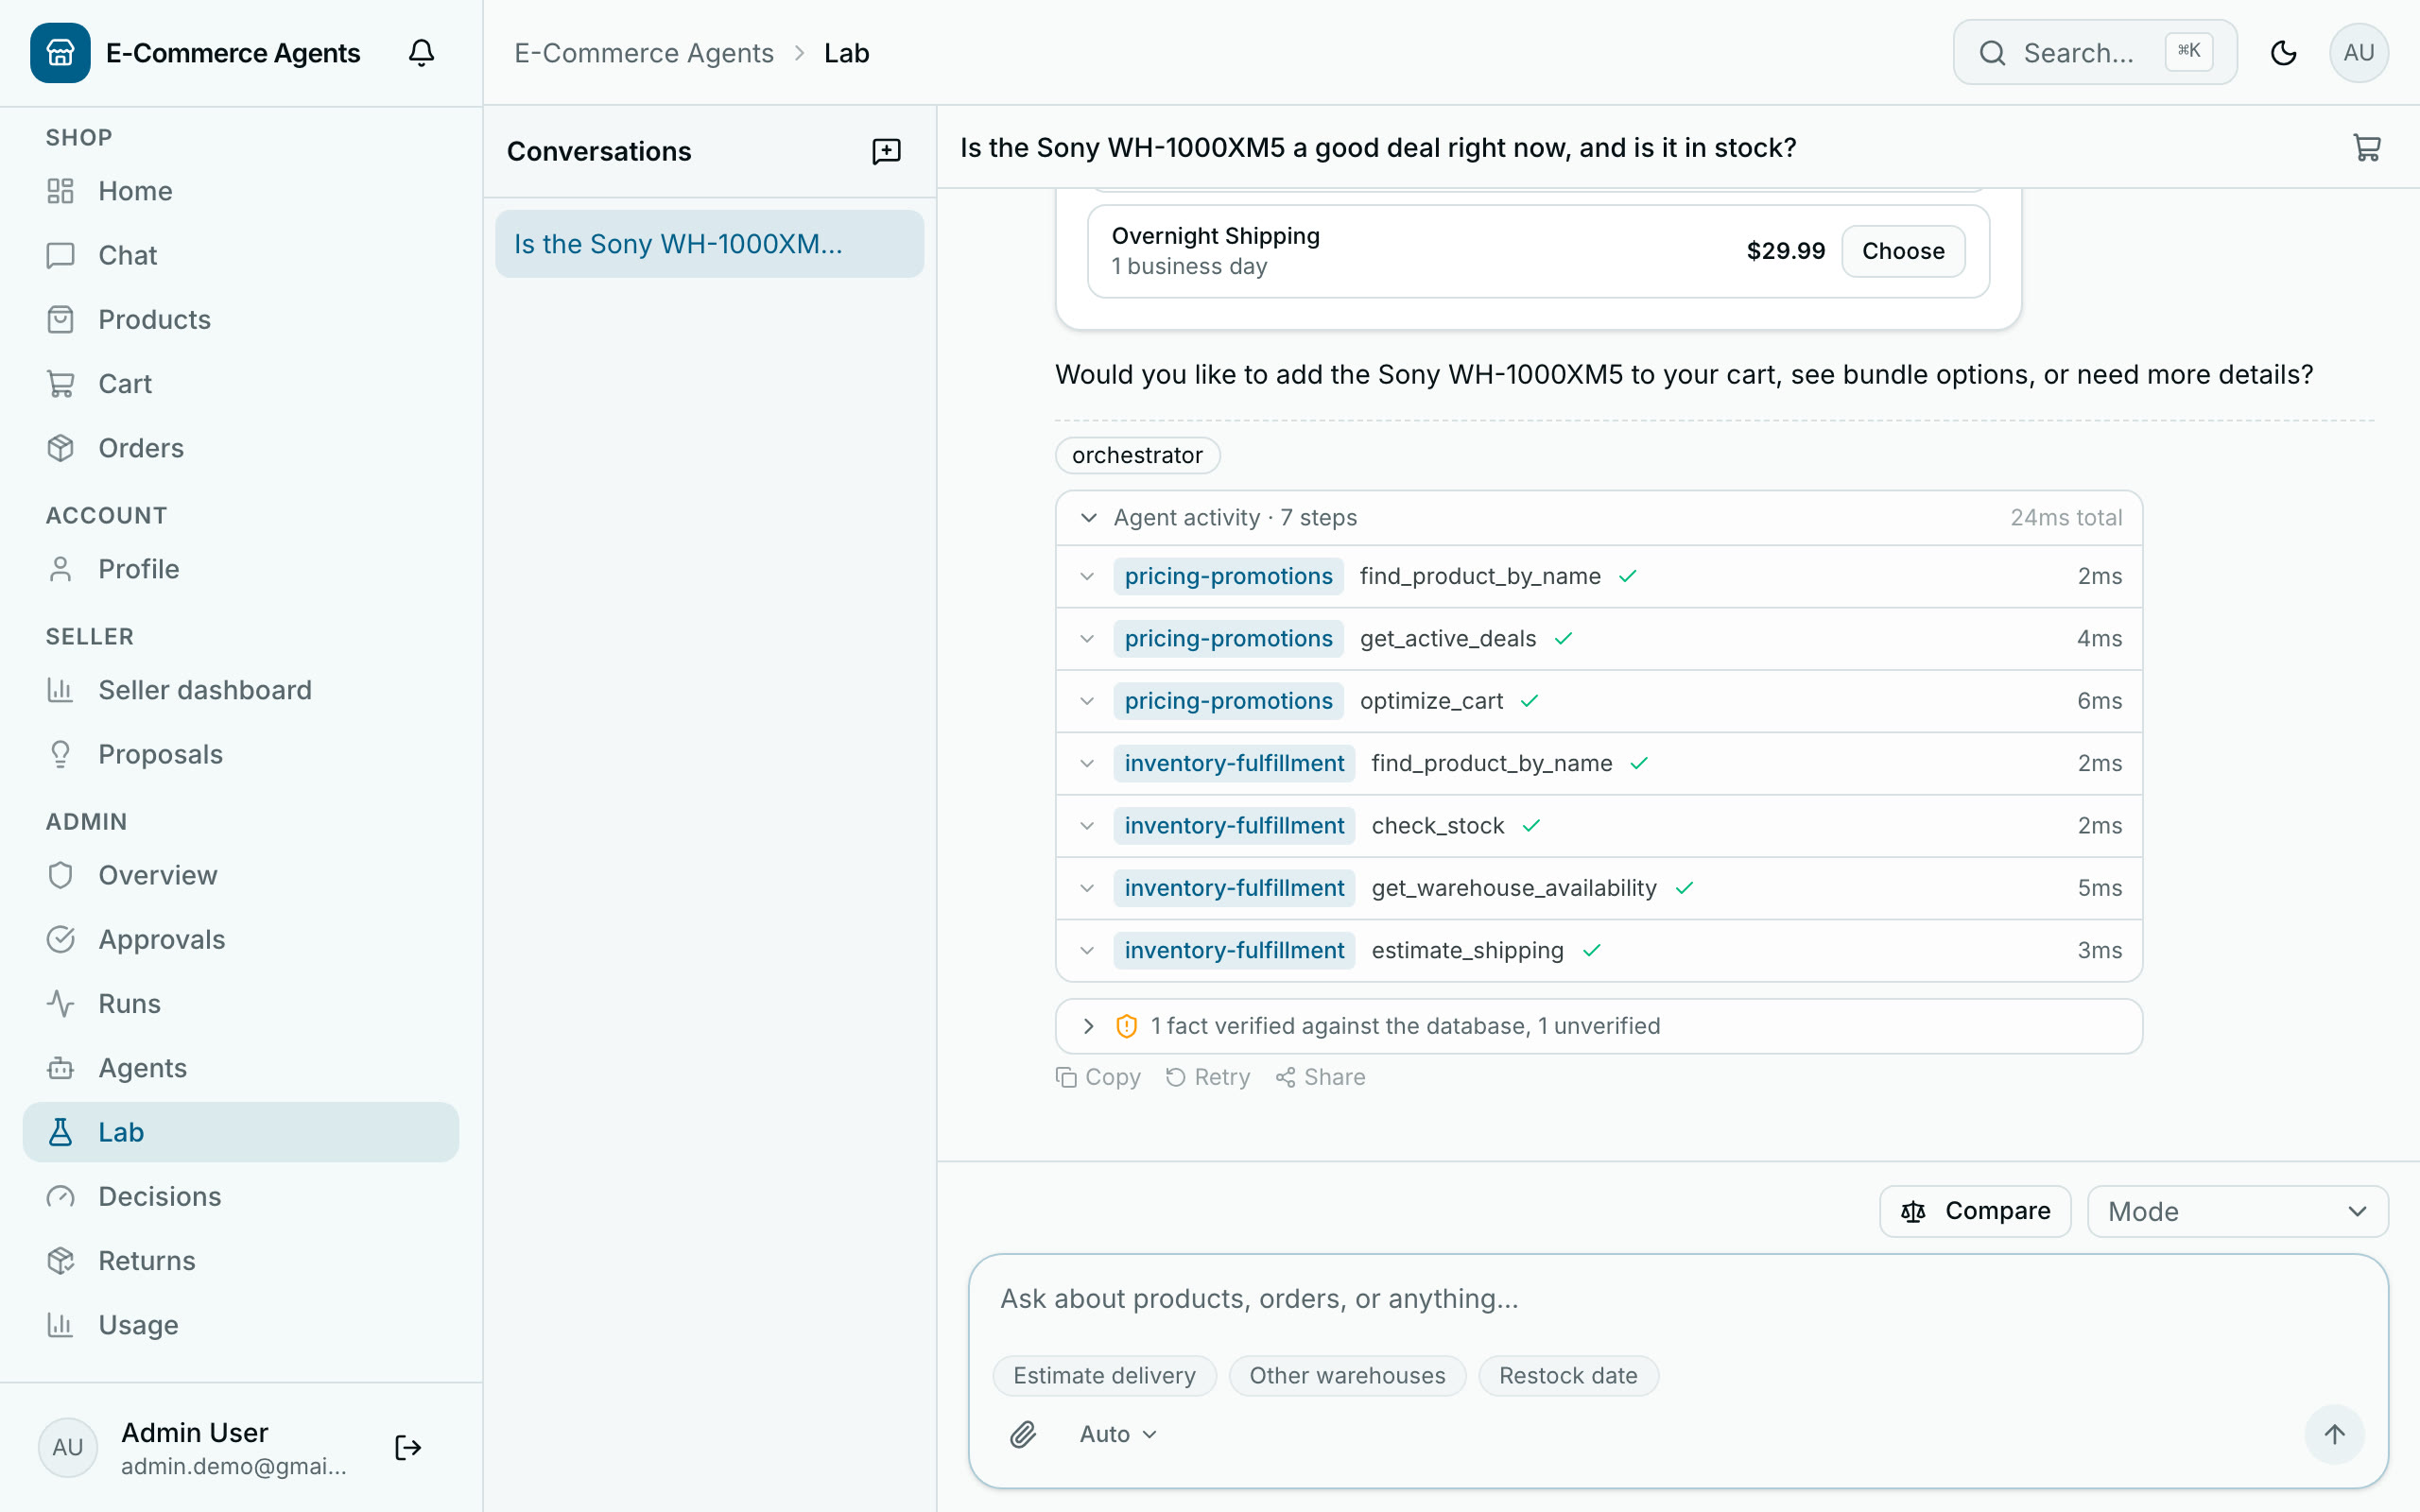 E-Commerce Agents
SHOP
Home
Chat
Products
Cart
Orders
ACCOUNT
Profile
SELLER
Seller dashboard
Proposals
ADMIN
Overview
Approvals
Runs
Agents
Lab
Decisions
Returns
Usage
AU
Admin User
admin.demo@gmai...
E-Commerce Agents > Lab
Search... ⌘K
AU
Conversations
Is the Sony WH-1000XM...
Is the Sony WH-1000XM5 a good deal right now, and is it in stock?
Overnight Shipping
1 business day
$29.99 Choose
Would you like to add the Sony WH-1000XM5 to your cart, see bundle options, or need more details?
orchestrator
Agent activity · 7 steps 24ms total
pricing-promotions find_product_by_name 2ms
pricing-promotions get_active_deals 4ms
pricing-promotions optimize_cart 6ms
inventory-fulfillment find_product_by_name 2ms
inventory-fulfillment check_stock 2ms
inventory-fulfillment get_warehouse_availability 5ms
inventory-fulfillment estimate_shipping 3ms
1 fact verified against the database, 1 unverified
Copy Retry Share
Compare Mode
Ask about products, orders, or anything...
Estimate delivery Other warehouses Restock date
Auto